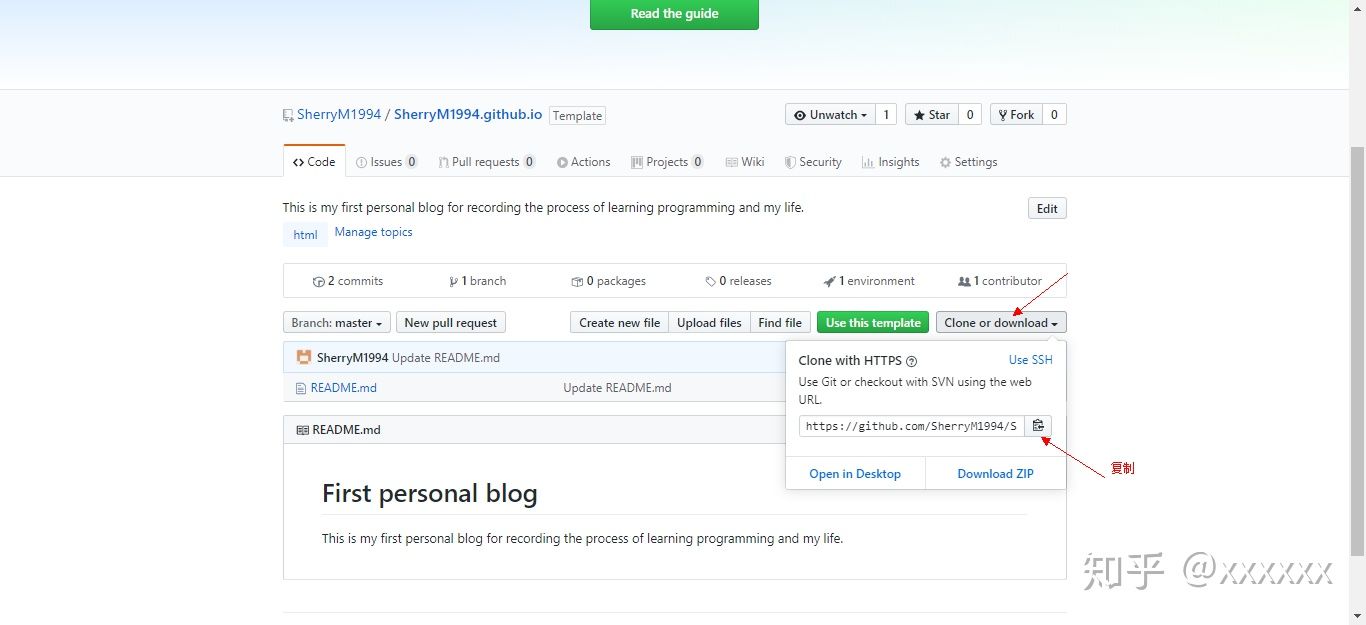 Read the guide
SherryM1994 / SherryM1994.github.io Template
Unwatch 1 Star 0 Fork 0
Code Issues 0 Pull requests 0 Actions Projects 0 Wiki Security Insights Settings
This is my first personal blog for recording the process of learning programming and my life.
Edit
html Manage topics
2 commits 1 branch 0 packages 0 releases 1 environment 1 contributor
Branch: master New pull request Create new file Upload files Find file Use this template Clone or download
SherryM1994 Update README.md
README.md Update README.md
Clone with HTTPS Use SSH
Use Git or checkout with SVN using the web
URL.
https://github.com/SherryM1994/S
复制
Open in Desktop Download ZIP
README.md
First personal blog
This is my first personal blog for recording the process of learning programming and my life.
知乎 @xxxxxx